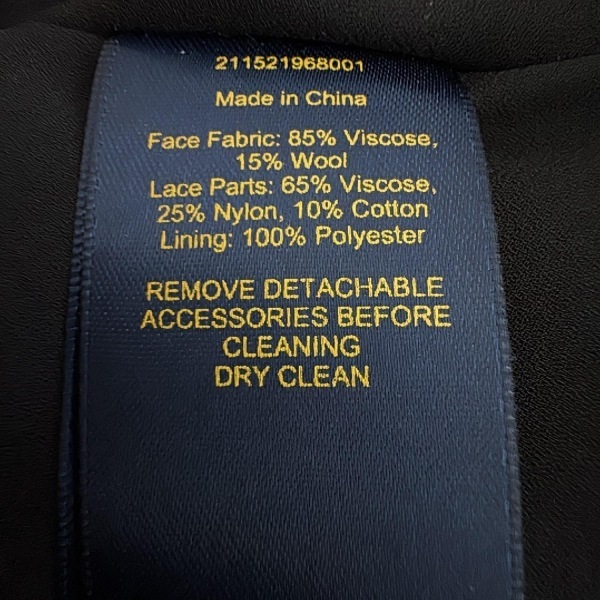 211521968001
Made in China
Face Fabric: 85% Viscose,
15% Wool
Lace Parts: 65% Viscose,
25% Nylon, 10% Cotton
Lining: 100% Polyester
REMOVE DETACHABLE
ACCESSORIES BEFORE
CLEANING
DRY CLEAN